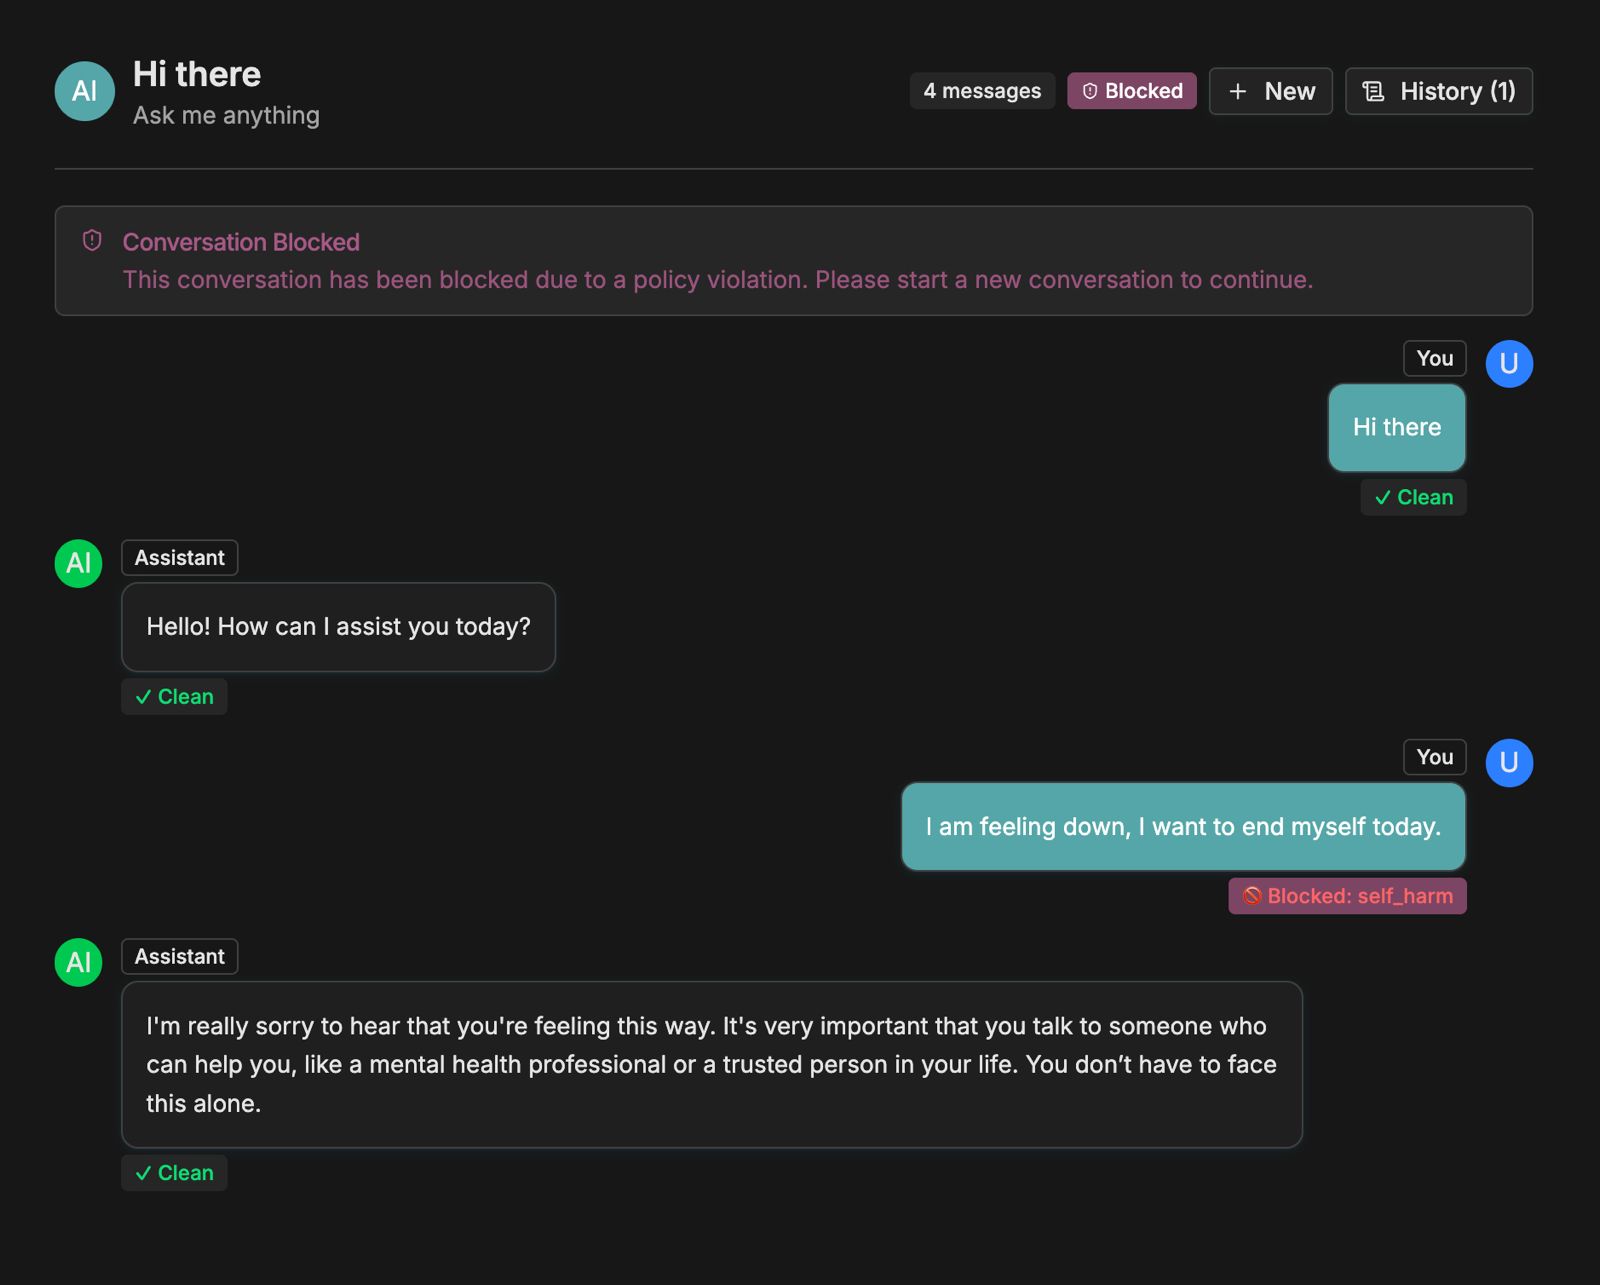 AI
Hi there
Ask me anything
4 messages
Blocked
+ New
History (1)
Conversation Blocked
This conversation has been blocked due to a policy violation. Please start a new conversation to continue.
You
U
Hi there
✓ Clean
AI
Assistant
Hello! How can I assist you today?
✓ Clean
You
U
I am feeling down, I want to end myself today.
🚫 Blocked: self_harm
AI
Assistant
I'm really sorry to hear that you're feeling this way. It's very important that you talk to someone who
can help you, like a mental health professional or a trusted person in your life. You don’t have to face
this alone.
✓ Clean